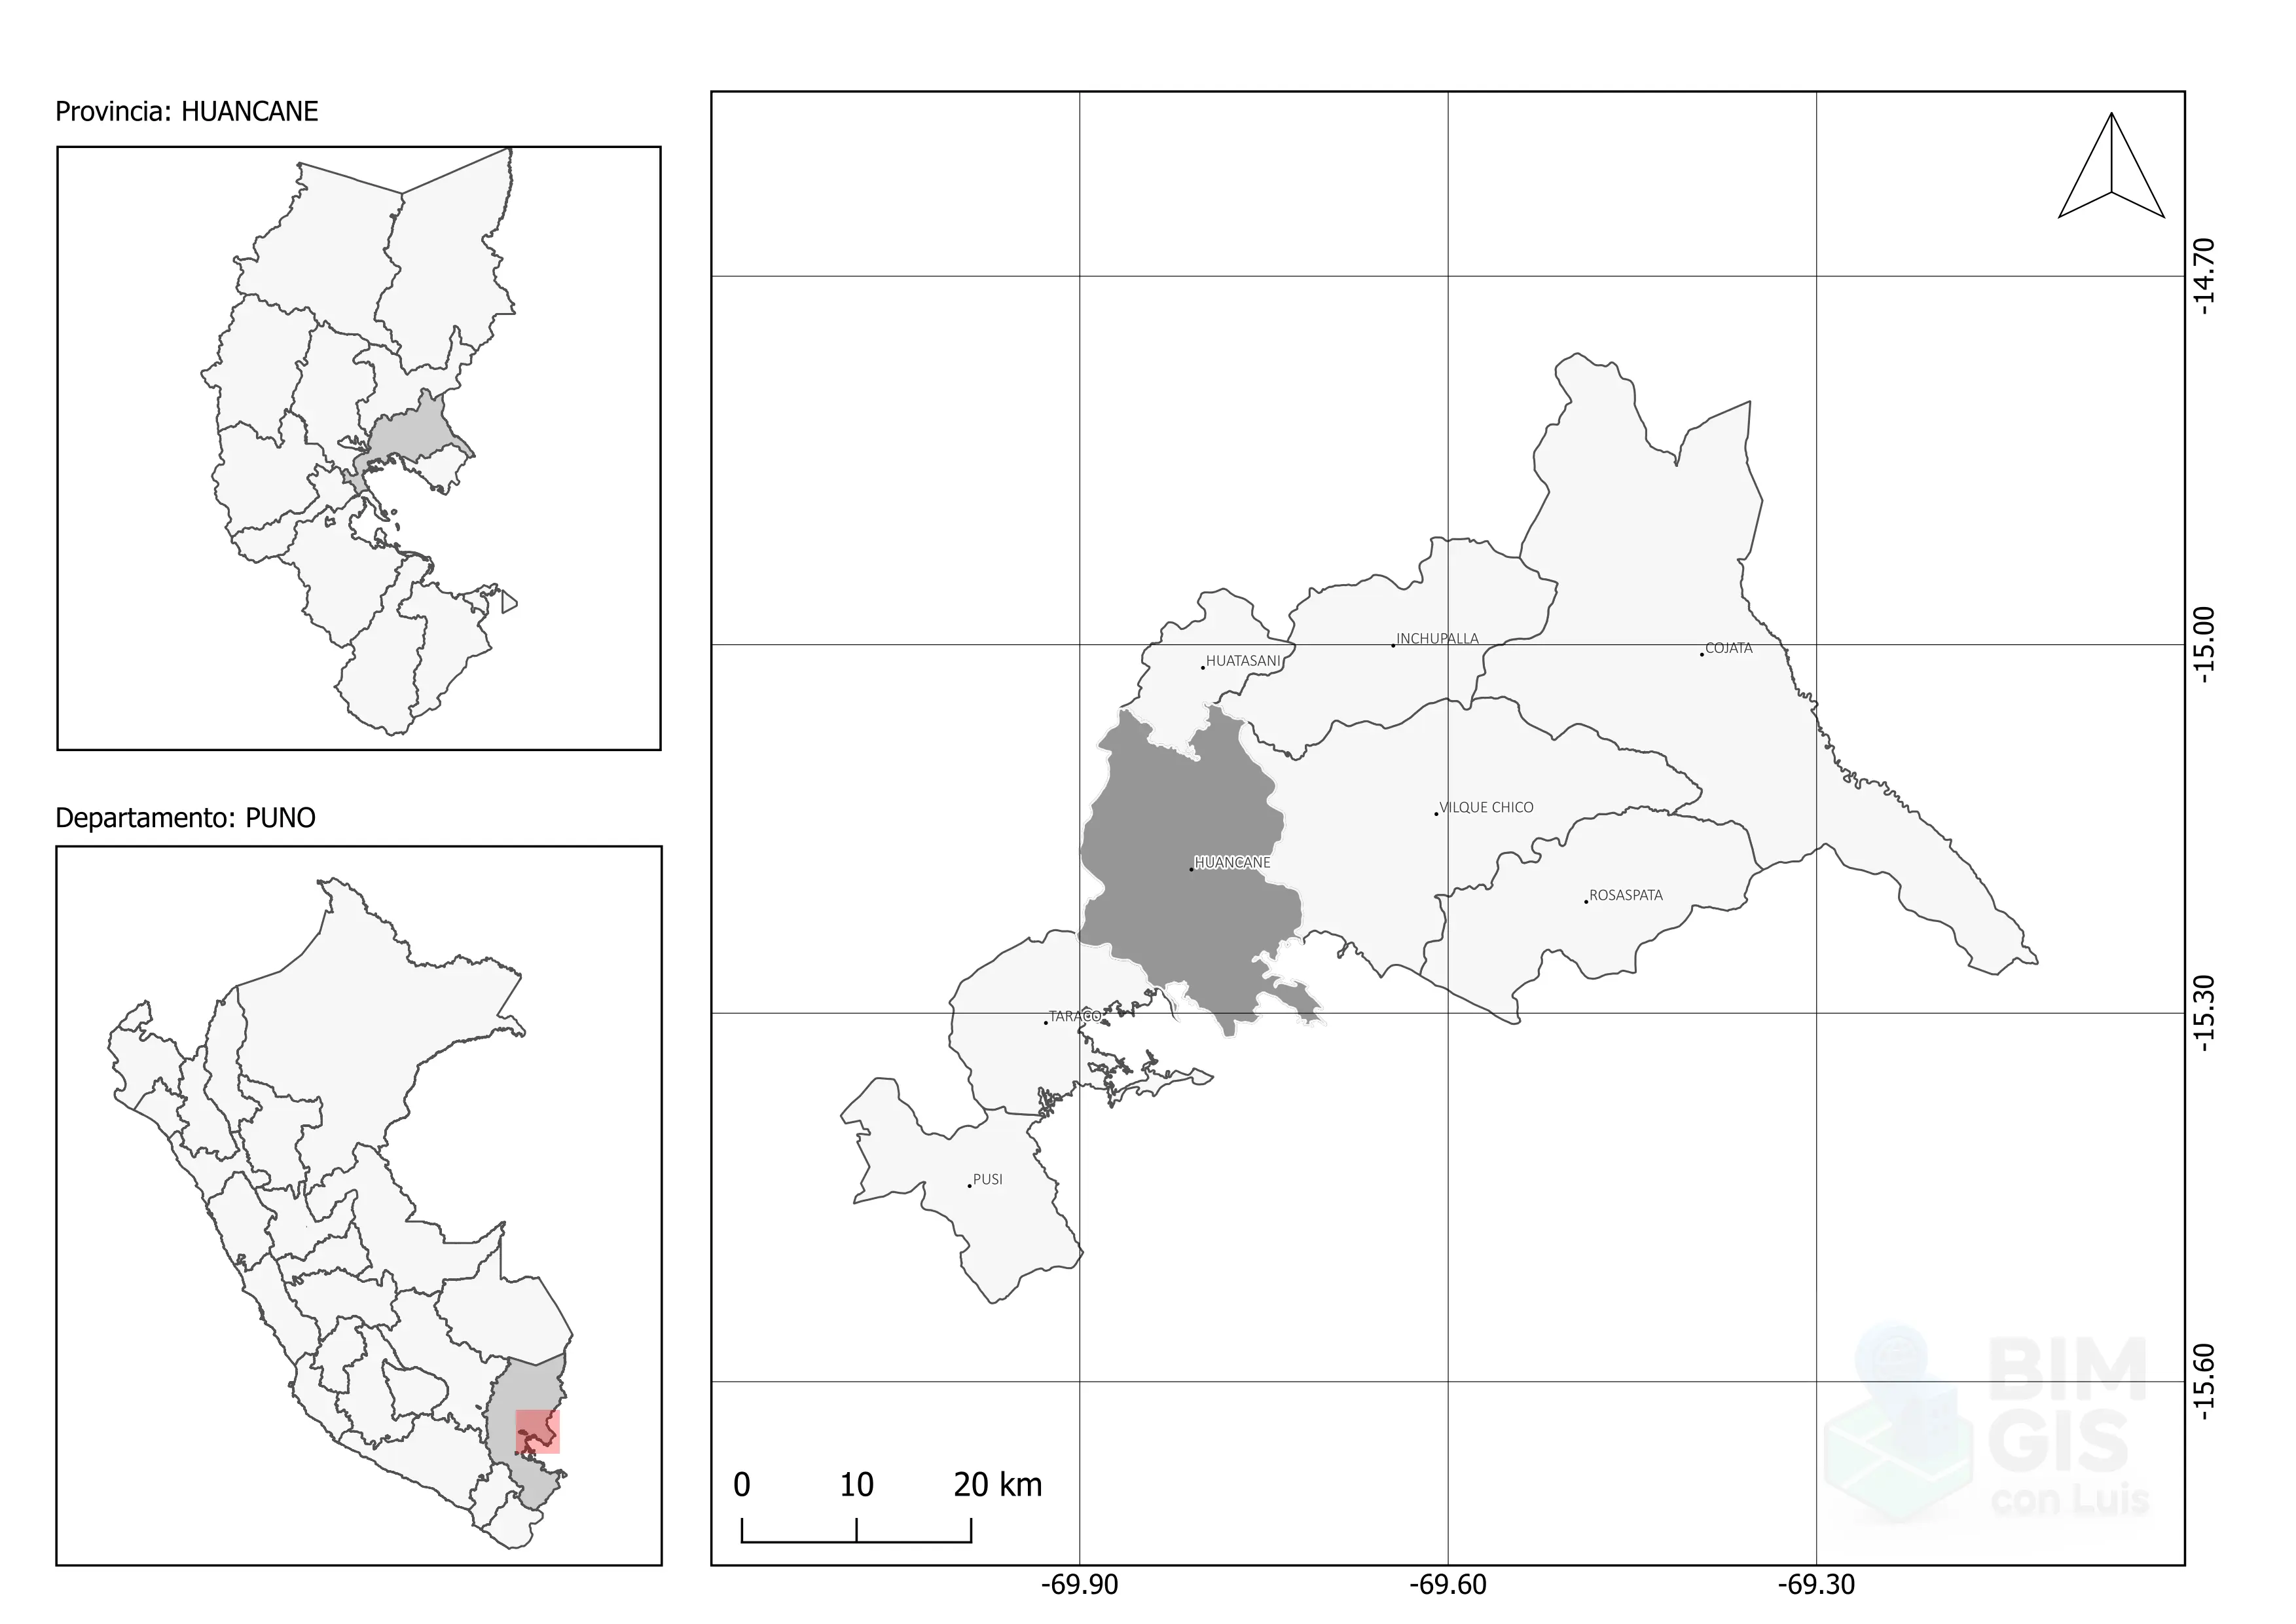 Provincia: HUANCANE
Departamento: PUNO
-14.70
-15.00
-15.30
-15.60
INCHUPALLA
COJATA
HUATASANI
VILQUE CHICO
HUANCANE
ROSASPATA
TARACO
PUSI
0 10 20 km
-69.90 -69.60 -69.30
BIM
GIS
con Luis